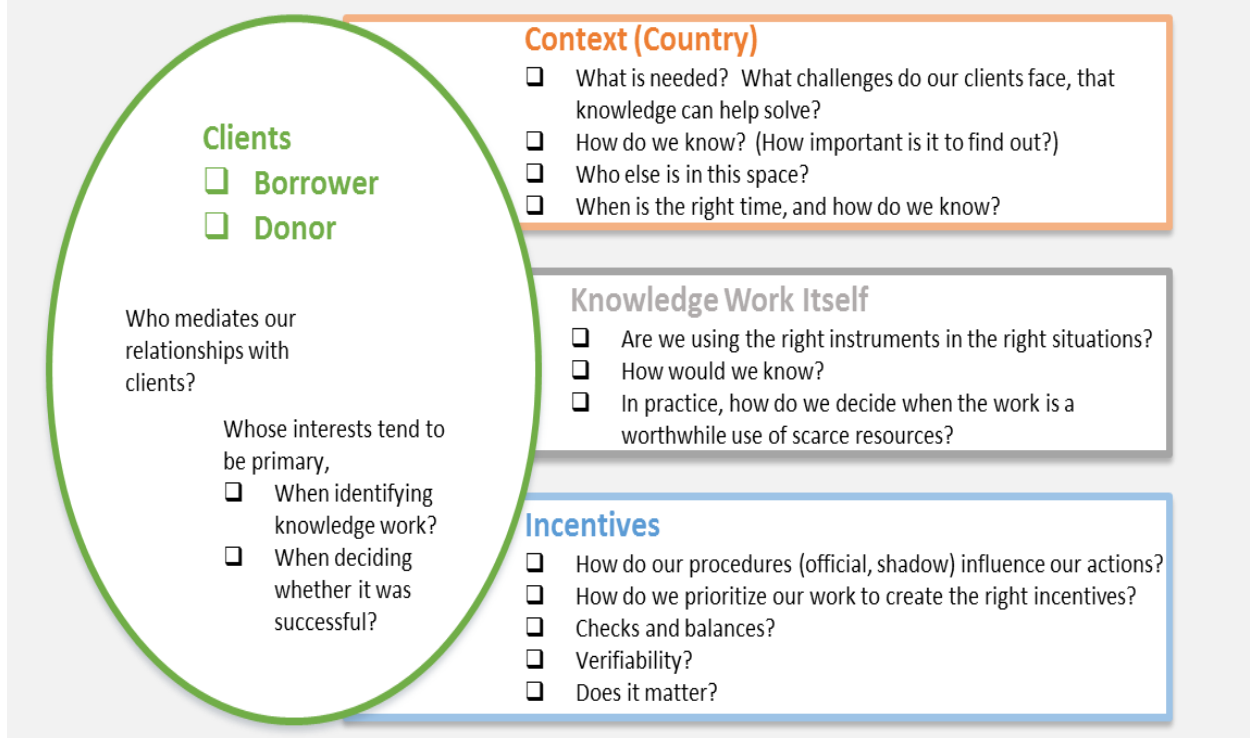 Clients
❑ Borrower
❑ Donor
Who mediates our
relationships with
clients?
Whose interests tend to
be primary,
❑ When identifying
knowledge work?
❑ When deciding
whether it was
successful?
Context (Country)
❑ What is needed?  What challenges do our clients face, that
knowledge can help solve?
❑ How do we know?  (How important is it to find out?)
❑ Who else is in this space?
❑ When is the right time, and how do we know?
Knowledge Work Itself
❑ Are we using the right instruments in the right situations?
❑ How would we know?
❑ In practice, how do we decide when the work is a
worthwhile use of scarce resources?
Incentives
❑ How do our procedures (official, shadow) influence our actions?
❑ How do we prioritize our work to create the right incentives?
❑ Checks and balances?
❑ Verifiability?
❑ Does it matter?